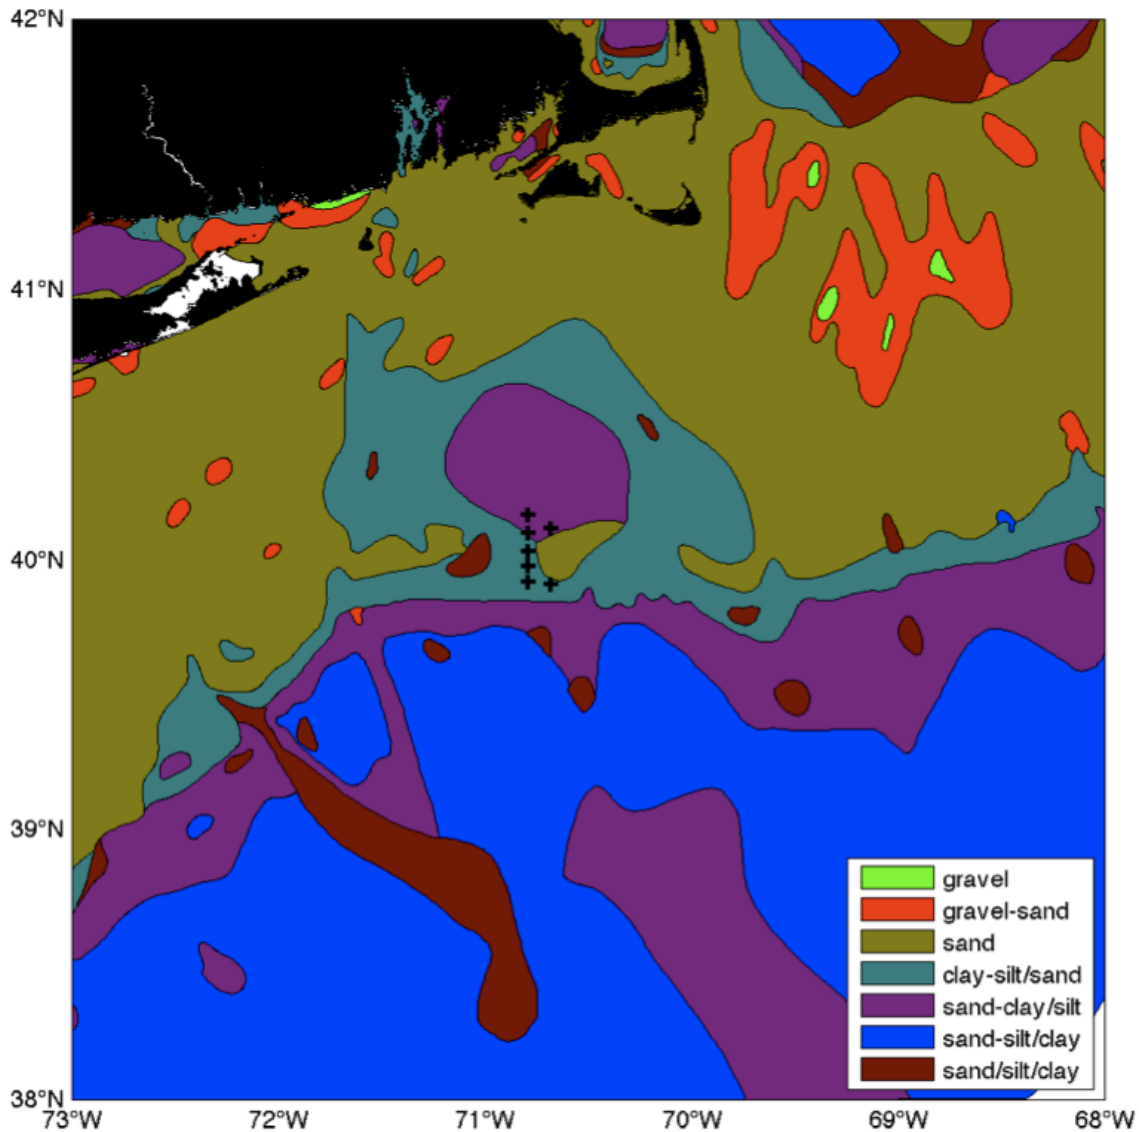 42°N
41°N
40°N
39°N
38°N
gravel
gravel-sand
sand
clay-silt/sand
sand-clay/silt
sand-silt/clay
sand/silt/clay
73°W 72°W 71°W 70°W 69°W 68°W